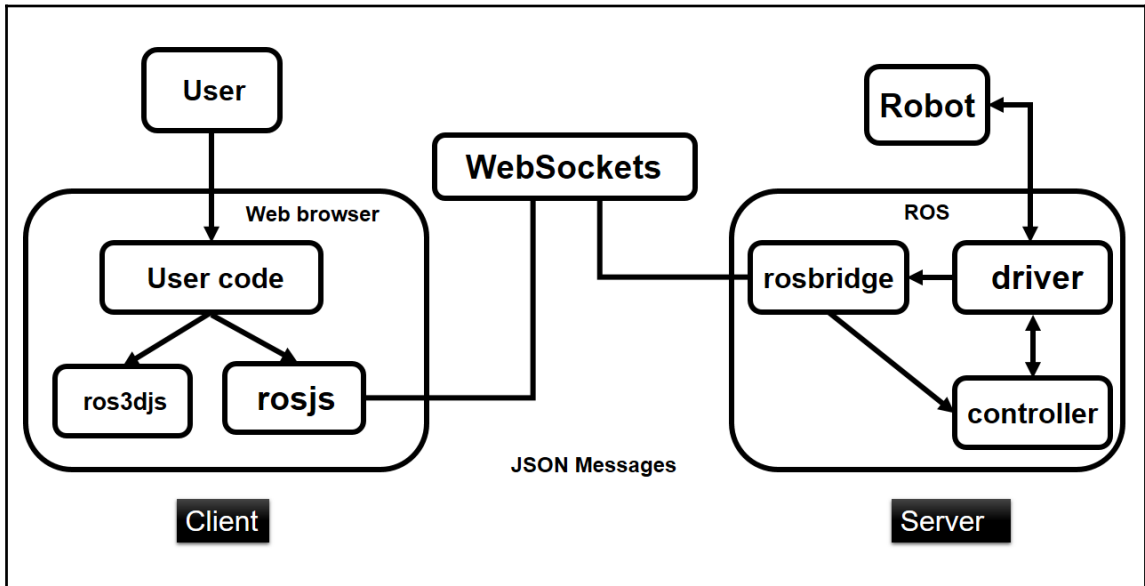 User
Robot
WebSockets
Web browser
ROS
User code
rosbridge
driver
ros3djs
rosjs
controller
JSON Messages
Client
Server